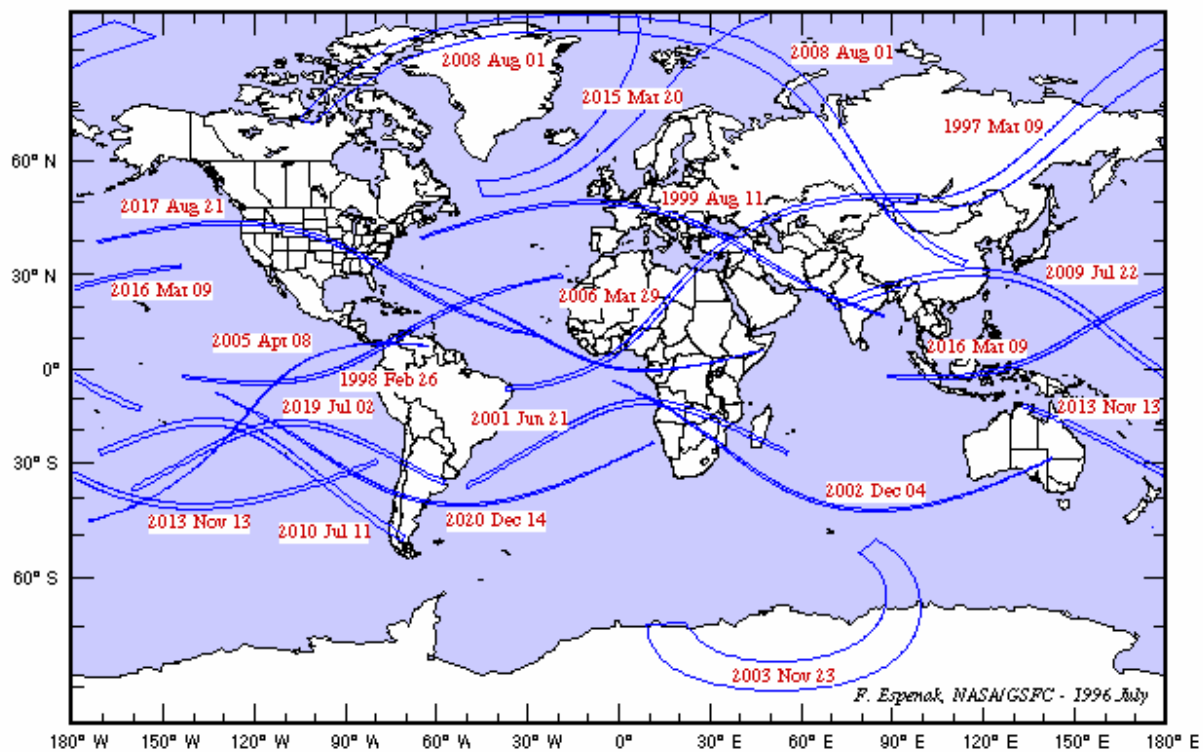 2008 Aug 01
2008 Aug 01
2015 Mar 20
1997 Mar 09
60° N
1999 Aug 11
2017 Aug 21
30° N
2009 Jul 22
2016 Mar 09
2006 Mar 29
2005 Apr 08
2016 Mar 09
0°
1998 Feb 26
2019 Jul 02
2001 Jun 21
2013 Nov 13
30° S
2002 Dec 04
2013 Nov 13
2020 Dec 14
2010 Jul 11
60° S
2003 Nov 23
F. Espenak, NASA/GSFC - 1996 July
180° W 150° W 120° W 90° W 60° W 30° W 0° 30° E 60° E 90° E 120° E 150° E 180° E